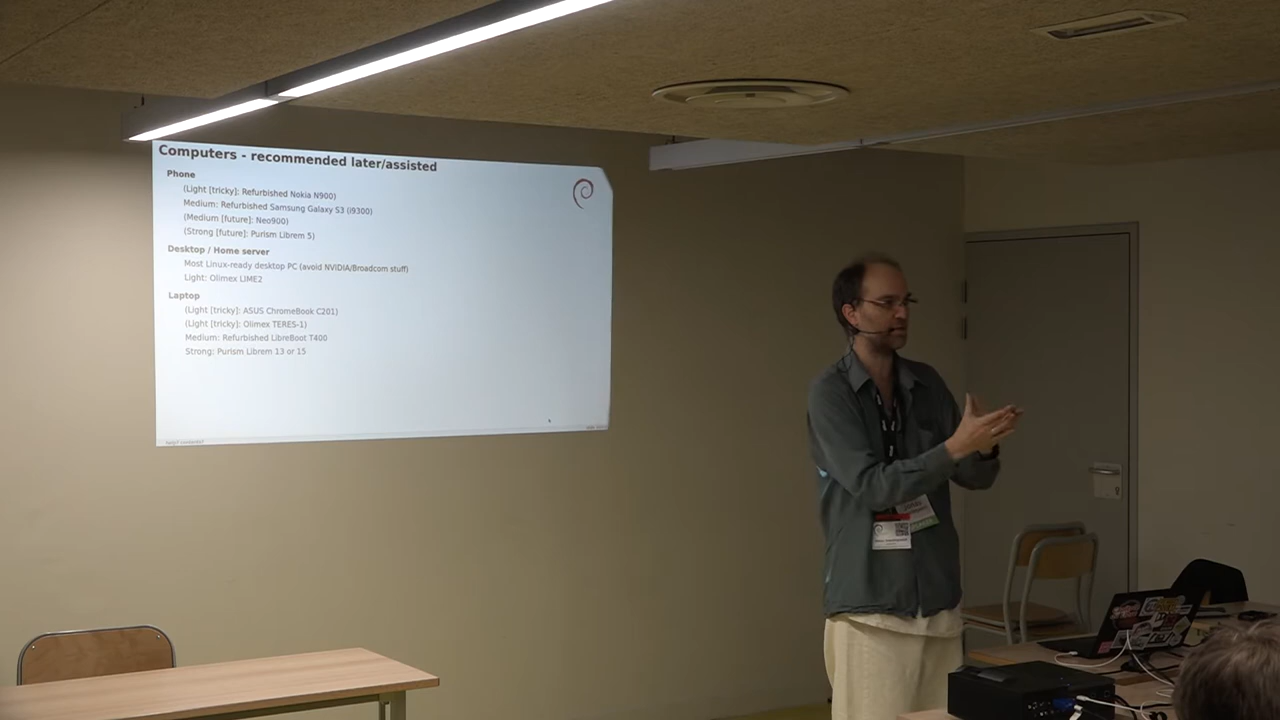 Computers - recommended later/assisted
Phone
(Light [tricky]: Refurbished Nokia N900)
Medium: Refurbished Samsung Galaxy S3 (i9300)
(Medium [future]: Neo900)
(Strong [future]: Purism Librem 5)
Desktop / Home server
Most Linux-ready desktop PC (avoid NVIDIA/Broadcom stuff)
Light: Olimex LIME2
Laptop
(Light [tricky]: ASUS ChromeBook C201)
(Light [tricky]: Olimex TERES-1)
Medium: Refurbished LibreBoot T400
Strong: Purism Librem 13 or 15